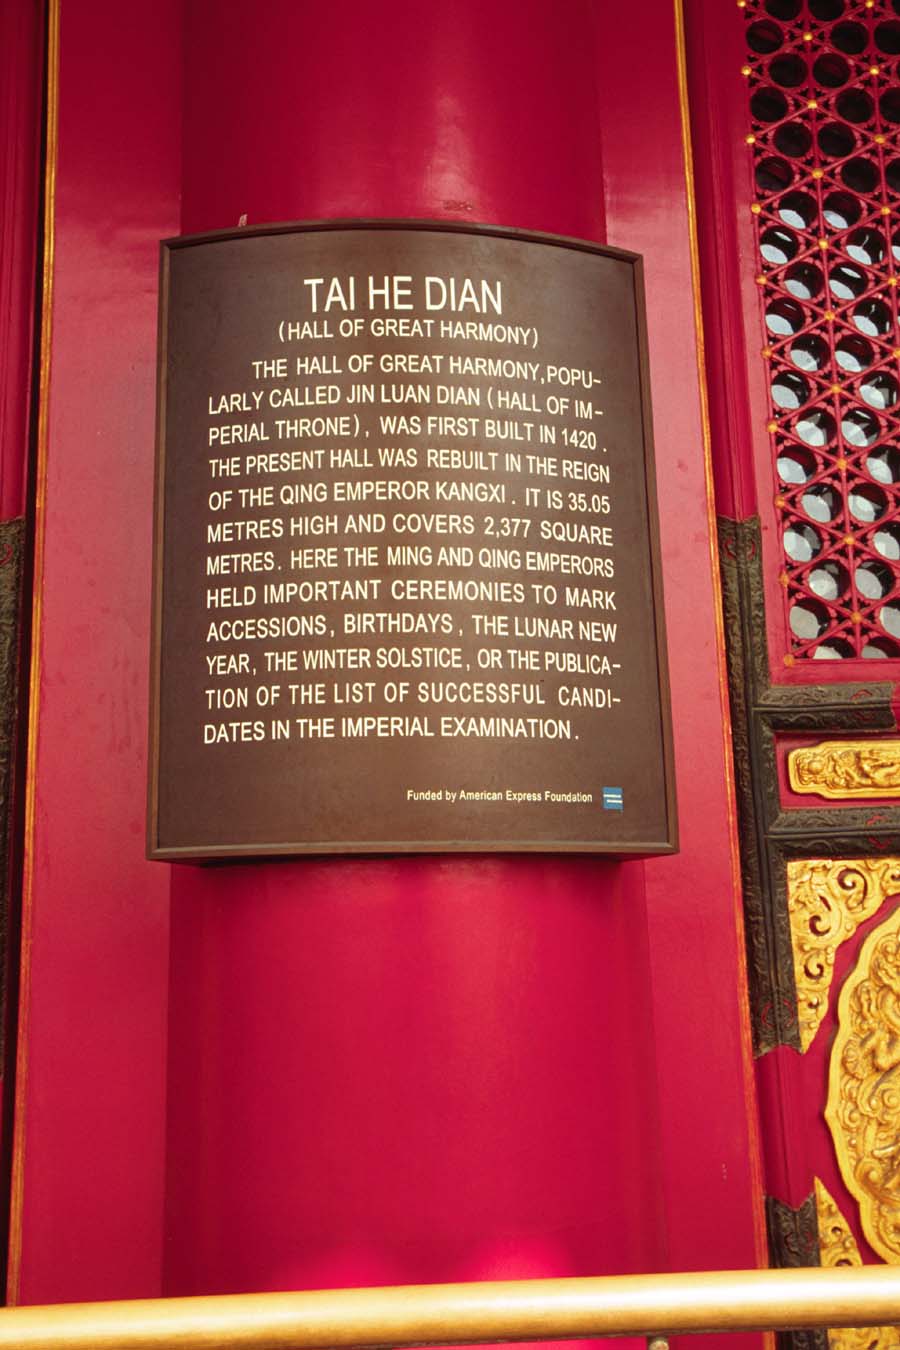 TAI HE DIAN
(HALL OF GREAT HARMONY)
THE HALL OF GREAT HARMONY, POPU-
LARLY CALLED JIN LUAN DIAN (HALL OF IM-
PERIAL THRONE), WAS FIRST BUILT IN 1420.
THE PRESENT HALL WAS REBUILT IN THE REIGN
OF THE QING EMPEROR KANGXI. IT IS 35.05
METRES HIGH AND COVERS 2,377 SQUARE
METRES. HERE THE MING AND QING EMPERORS
HELD IMPORTANT CEREMONIES TO MARK
ACCESSIONS, BIRTHDAYS, THE LUNAR NEW
YEAR, THE WINTER SOLSTICE, OR THE PUBLICA-
TION OF THE LIST OF SUCCESSFUL CANDI-
DATES IN THE IMPERIAL EXAMINATION.
Funded by American Express Foundation